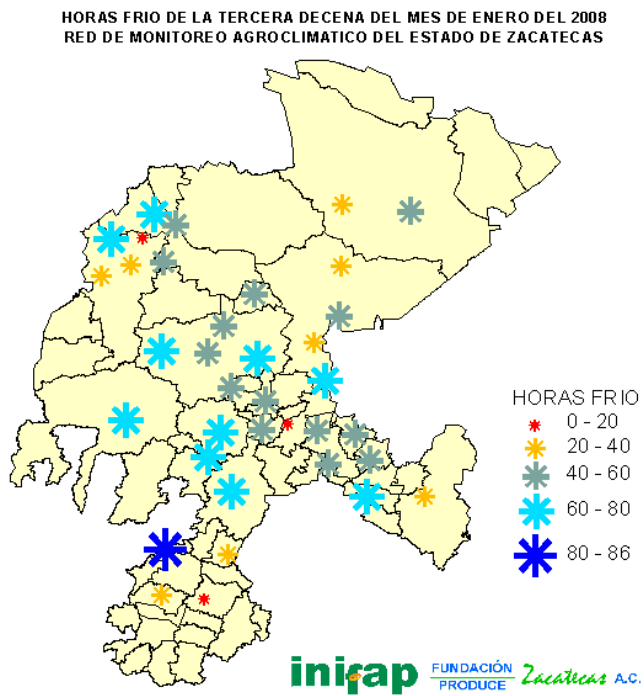 HORAS FRIO DE LA TERCERA DECENA DEL MES DE ENERO DEL 2008
RED DE MONITOREO AGROCLIMATICO DEL ESTADO DE ZACATECAS
HORAS FRIO
0 - 20
20 - 40
40 - 60
60 - 80
80 - 86
inifap
FUNDACIÓN
PRODUCE
Zacatecas A.C.